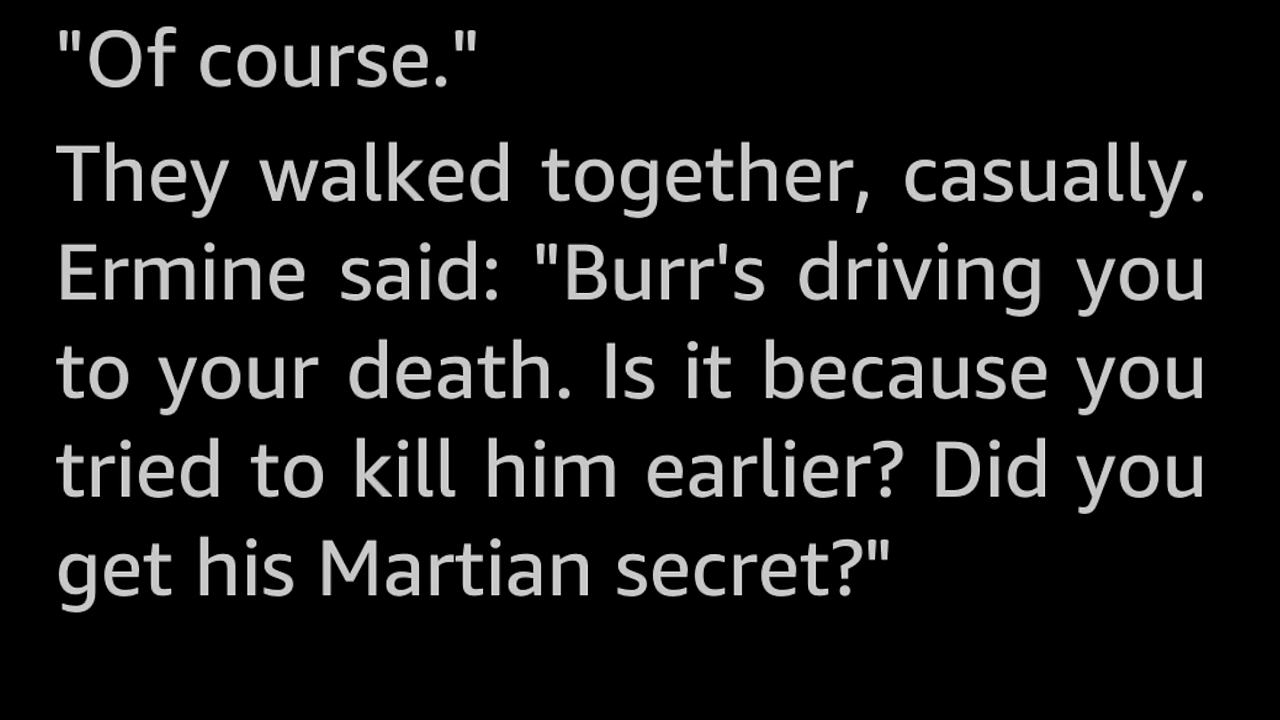 "Of course."
They walked together, casually.
Ermine said: "Burr's driving you
to your death. Is it because you
tried to kill him earlier? Did you
get his Martian secret?"